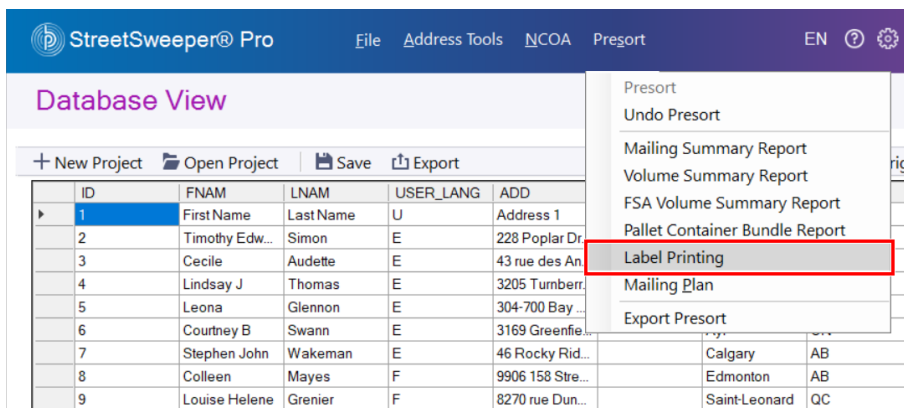 StreetSweeper® Pro File Address Tools NCOA Presort EN
Database View
Presort
Undo Presort
Mailing Summary Report
Volume Summary Report
FSA Volume Summary Report
Pallet Container Bundle Report
Label Printing
Mailing Plan
Export Presort
New Project Open Project Save Export
ID FNAM LNAM USER_LANG ADD
1 First Name Last Name U Address 1
2 Timothy Edw... Simon E 228 Poplar Dr.
3 Cecile Audette E 43 rue des An.
4 Lindsay J Thomas E 3205 Turnberr.
5 Leona Glennon E 304-700 Bay ...
6 Courtney B Swann E 3169 Greenfie...
7 Stephen John Wakeman E 46 Rocky Rid... Calgary AB
8 Colleen Mayes F 9906 158 Stre... Edmonton AB
9 Louise Helene Grenier F 8270 rue Dun... Saint-Leonard QC